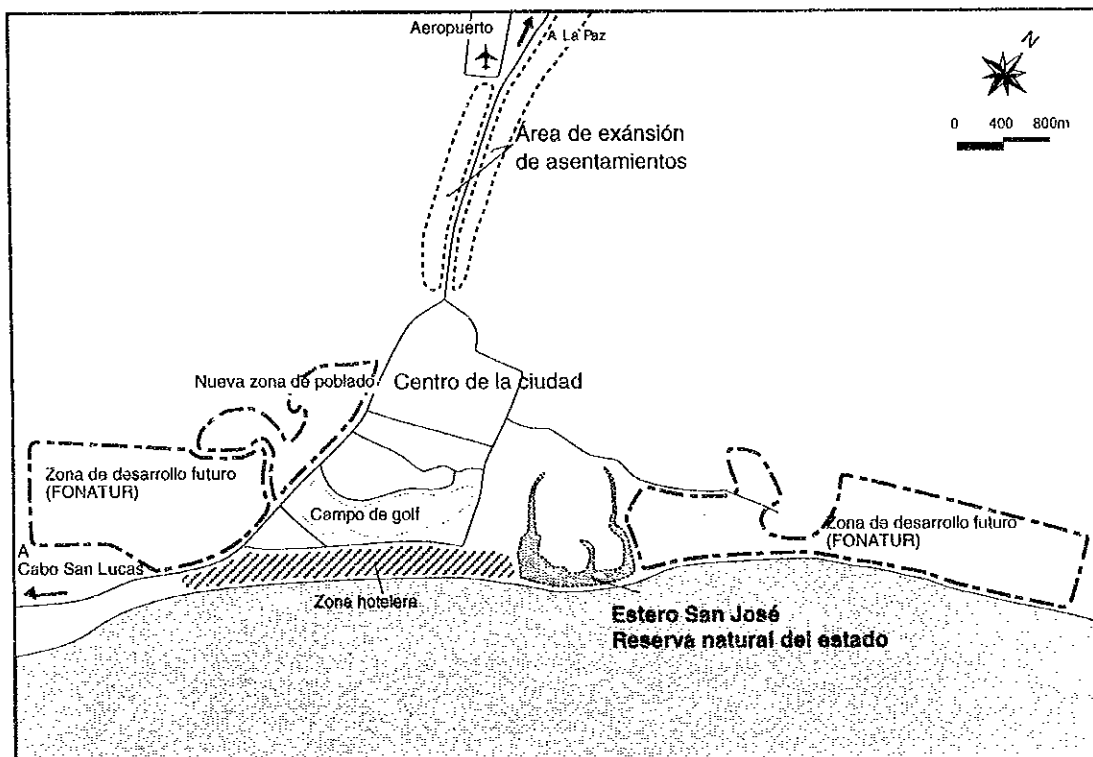 Aeropuerto
A La Paz
N
0 400 800m
Área de exánsión
de asentamientos
Nueva zona de poblado
Centro de la ciudad
Zona de desarrollo futuro
(FONATUR)
Campo de golf
Zona de desarrollo futuro
(FONATUR)
A
Cabo San Lucas
Zona hotelera
Estero San José
Reserva natural del estado